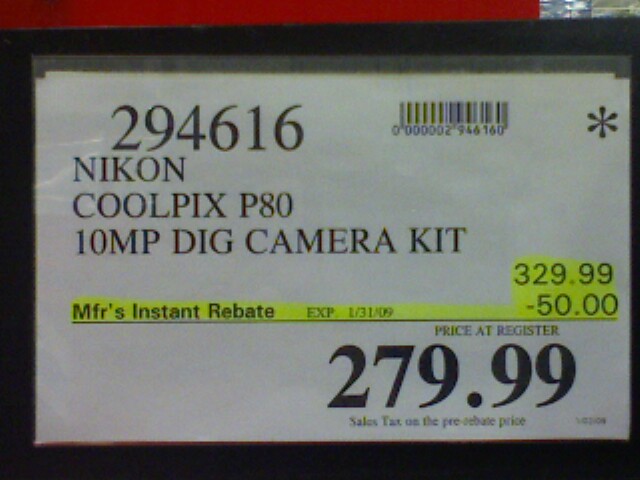 294616
0 000002 946160
*
NIKON
COOLPIX P80
10MP DIG CAMERA KIT
329.99
Mfr's Instant Rebate EXP. 1/31/09 -50.00
PRICE AT REGISTER
279.99
Sales Tax on the pre-rebate price